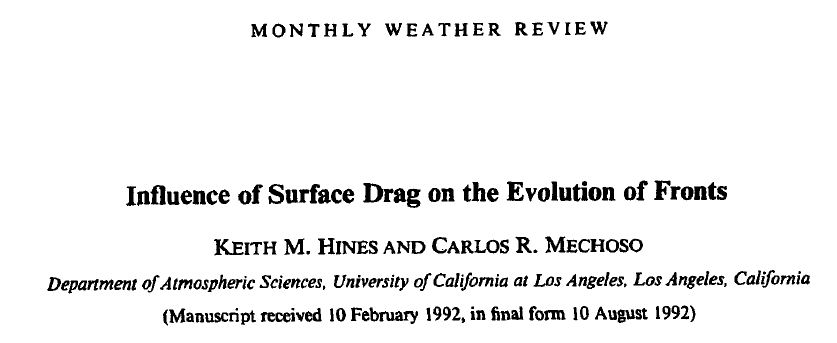 MONTHLY WEATHER REVIEW
Influence of Surface Drag on the Evolution of Fronts
KEITH M. HINES AND CARLOS R. MECHOSO
Department of Atmospheric Sciences, University of California at Los Angeles, Los Angeles, California
(Manuscript received 10 February 1992, in final form 10 August 1992)